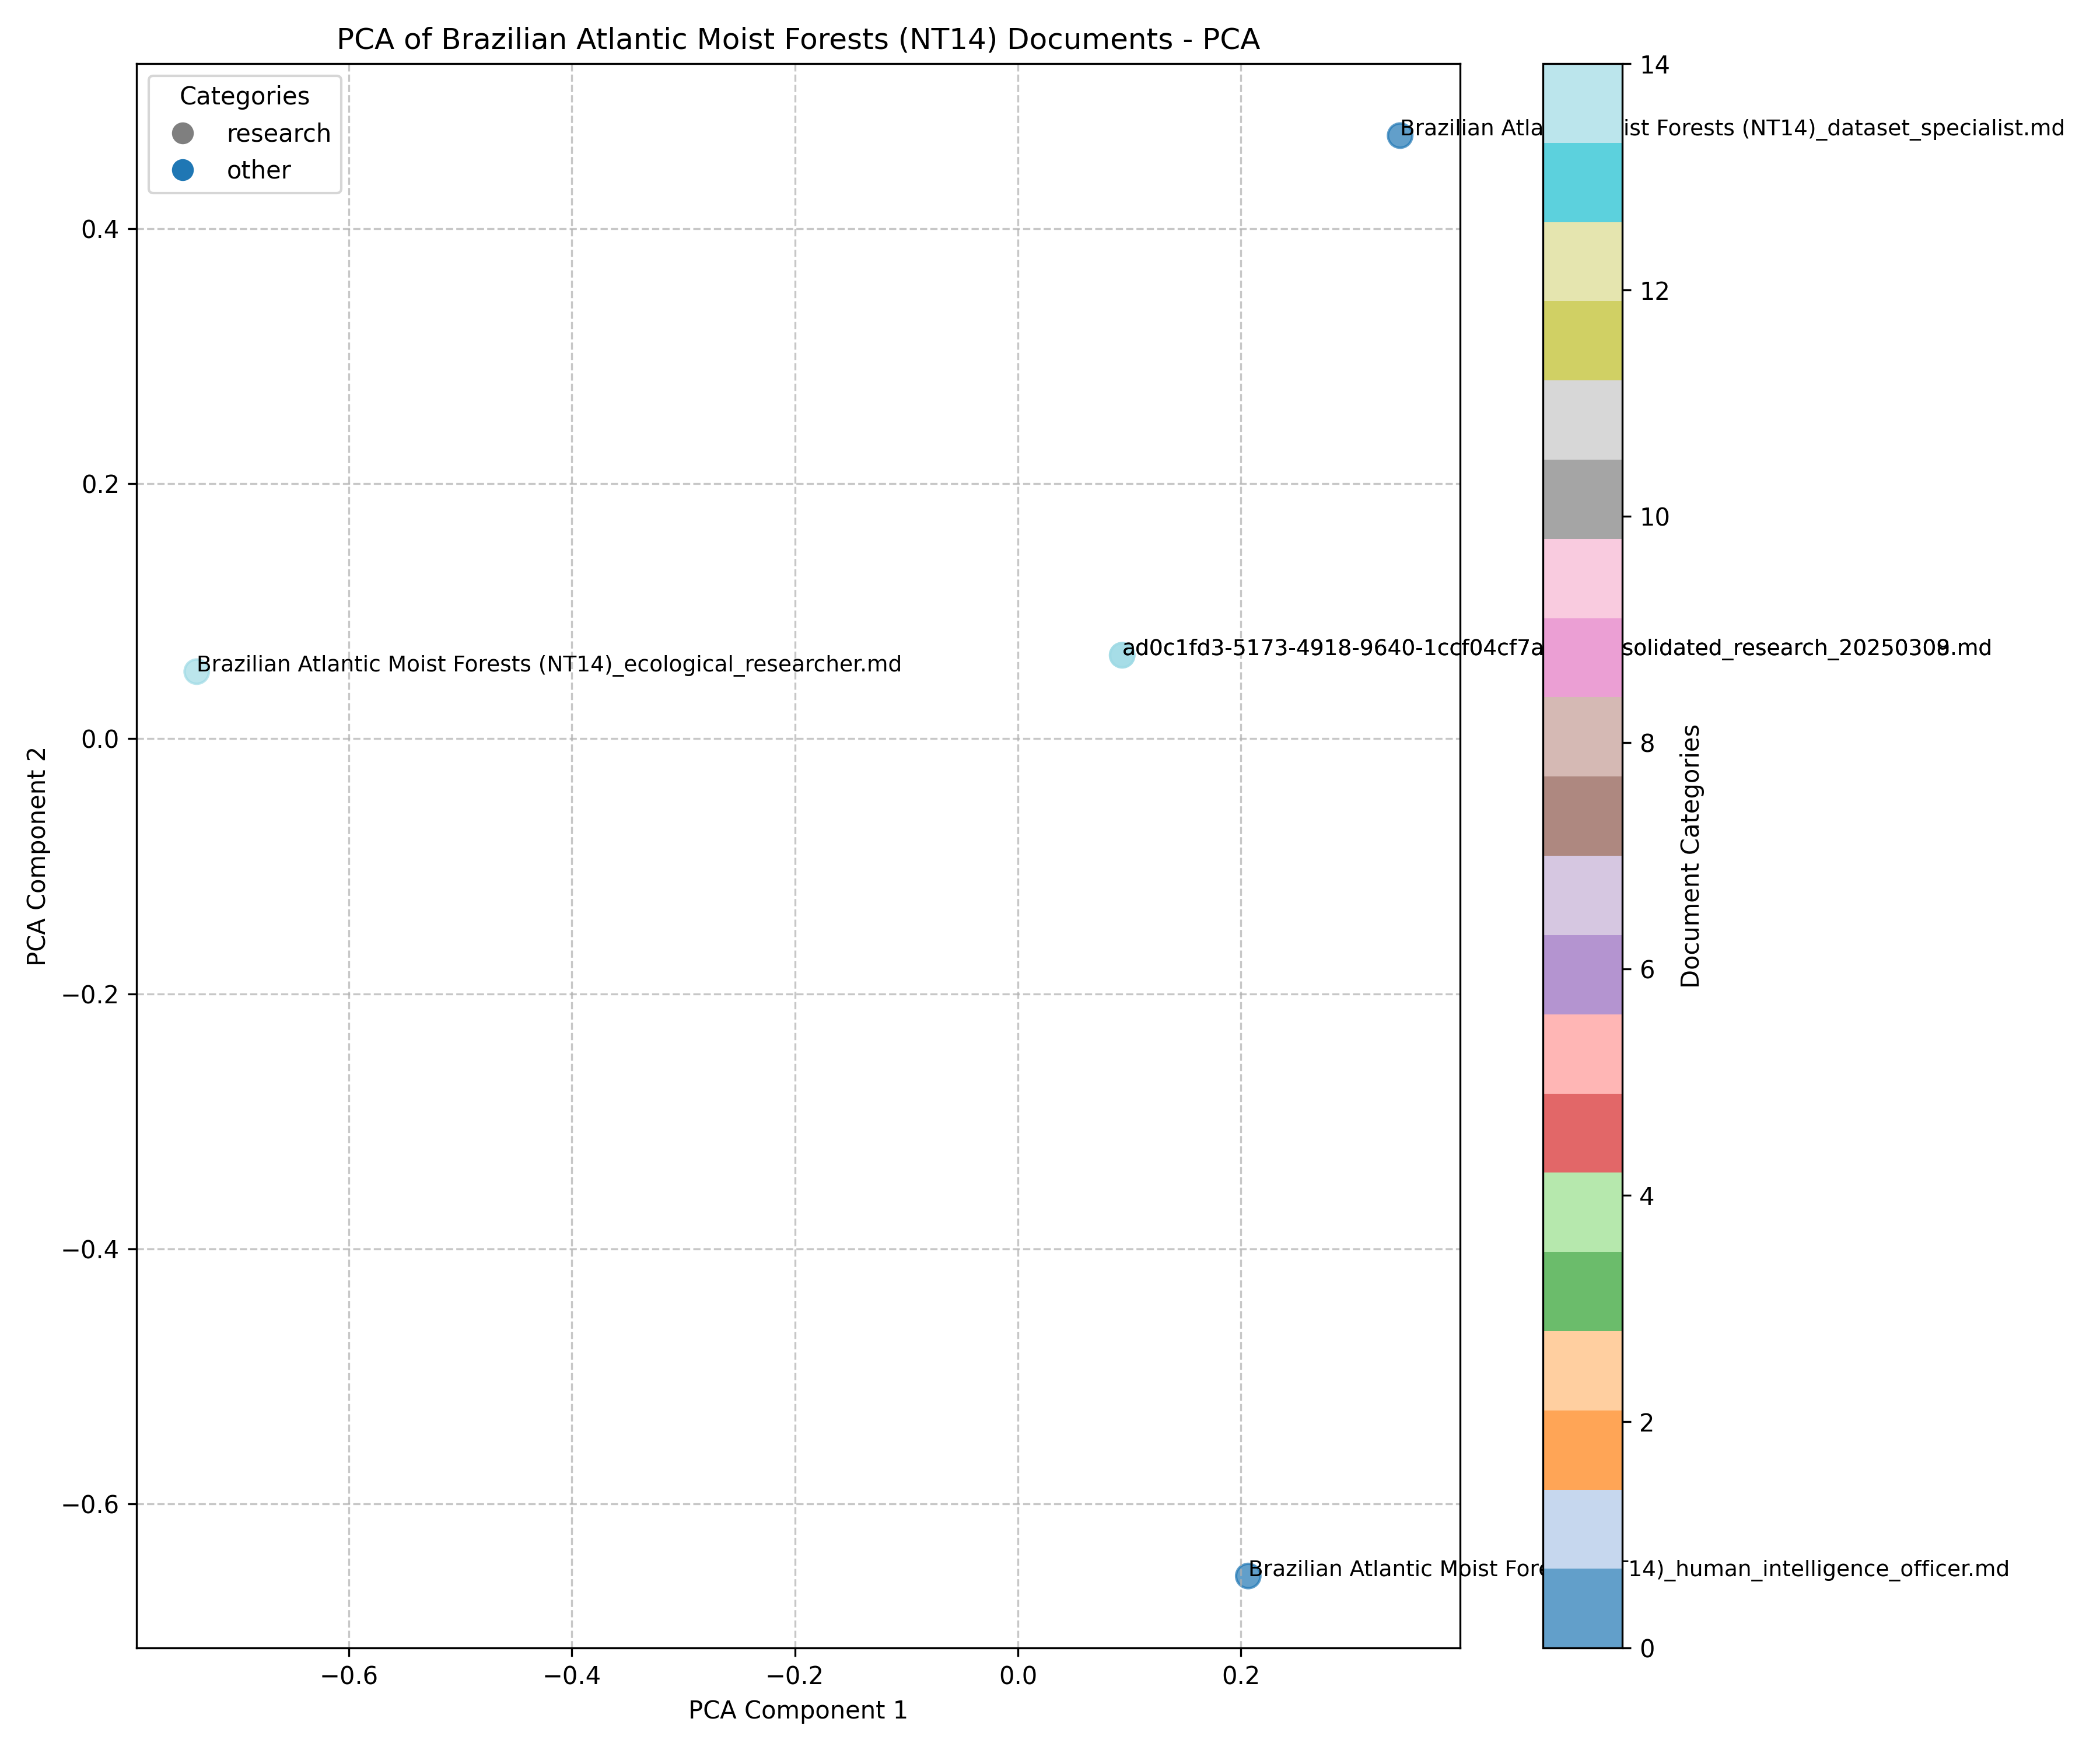 PCA of Brazilian Atlantic Moist Forests (NT14) Documents - PCA
Categories
research
other
Brazilian Atla ist Forests (NT14)_dataset_specialist.md
Brazilian Atlantic Moist Forests (NT14)_ecological_researcher.md
ad0c1fd3-5173-4918-9640-1ccf04cf7a solidated_research_2025030 .md
Brazilian Atlantic Moist Fore 14)_human_intelligence_officer.md
0.4
0.2
0.0
−0.2
−0.4
−0.6
PCA Component 2
−0.6
−0.4
−0.2
0.0
0.2
PCA Component 1
14
12
10
8
6
4
2
0
Document Categories